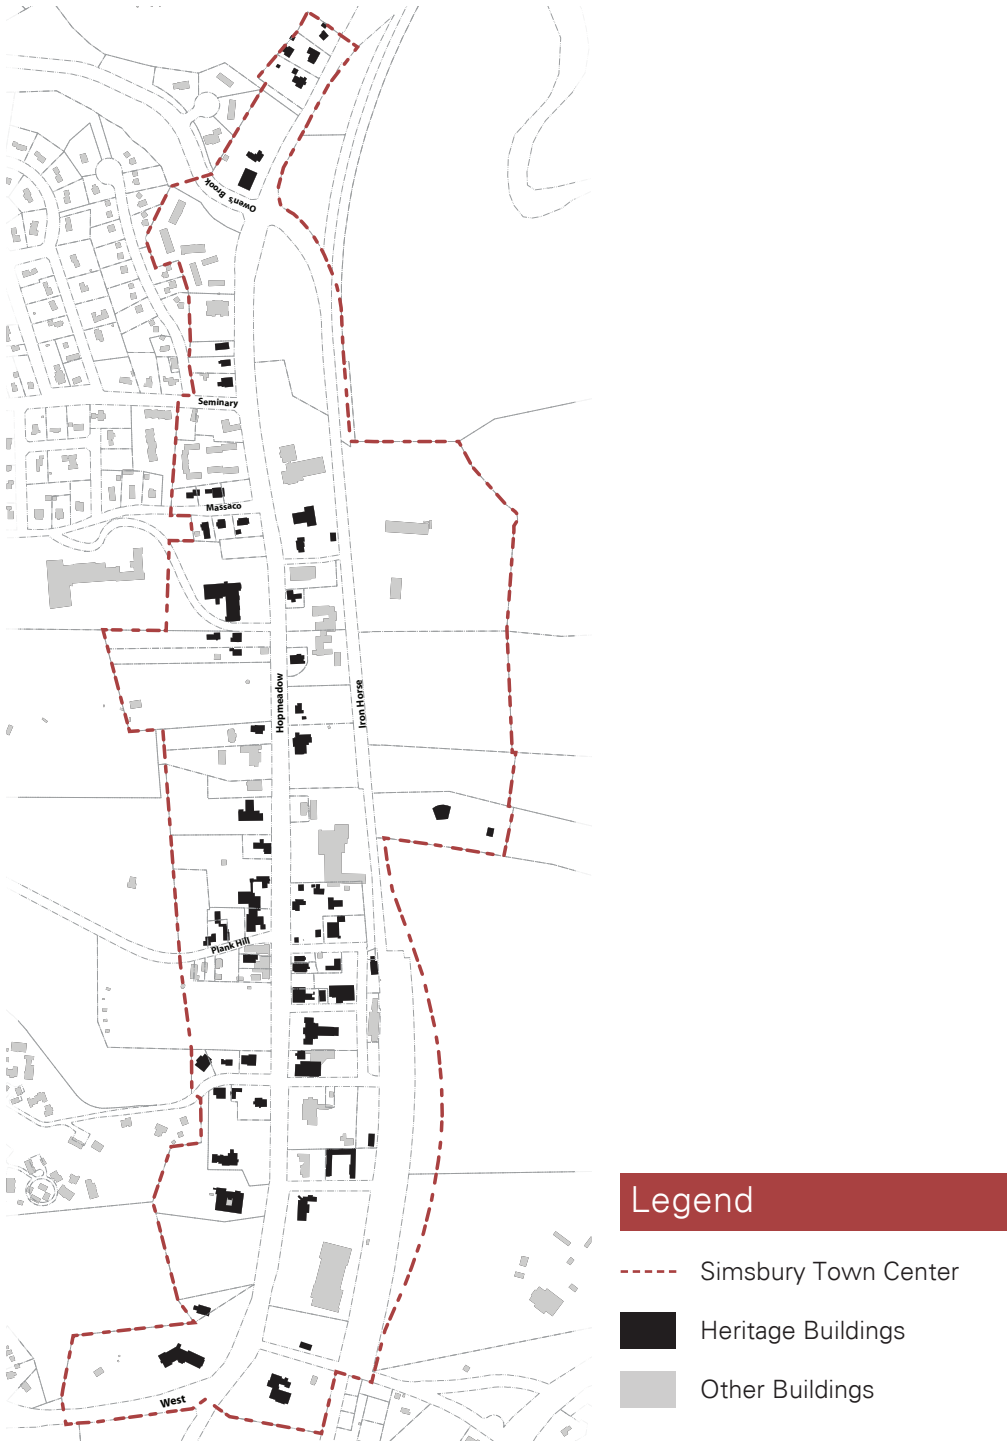 Owen's Brook
Seminary
Massaco
Hopmeadow
Iron Horse
Plank Hill
West
Legend
Simsbury Town Center
Heritage Buildings
Other Buildings